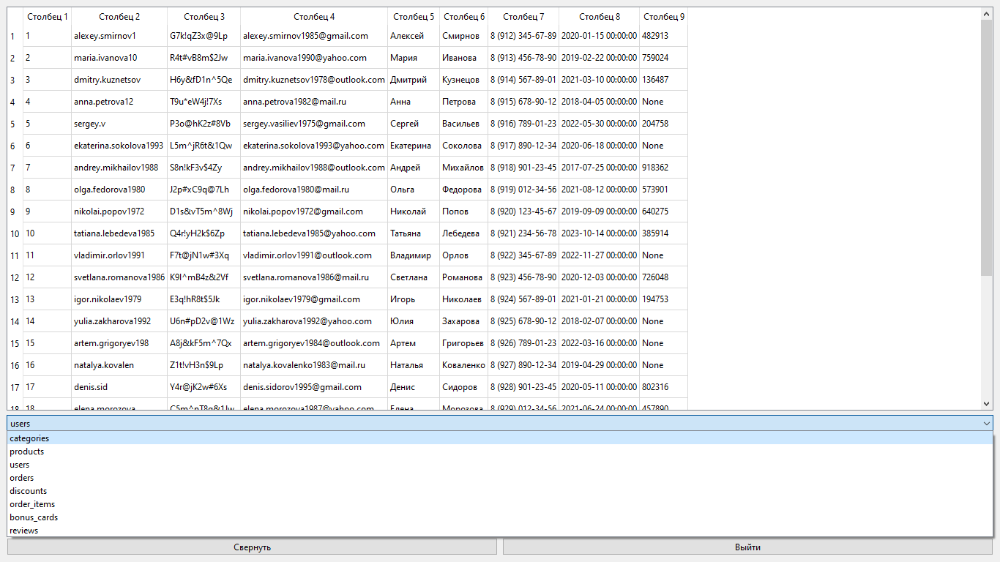 Столбец 1 Столбец 2 Столбец 3 Столбец 4 Столбец 5 Столбец 6 Столбец 7 Столбец 8 Столбец 9
1 1 alexey.smirnov1 G7k!qZ3x@9Lp alexey.smirnov1985@gmail.com Алексей Смирнов 8 (912) 345-67-89 2020-01-15 00:00:00 482913
2 2 maria.ivanova10 R4t#vB8m$2Jw maria.ivanova1990@yahoo.com Мария Иванова 8 (913) 456-78-90 2019-02-22 00:00:00 759024
3 3 dmitry.kuznetsov H6y&fD1n^5Qe dmitry.kuznetsov1978@outlook.com Дмитрий Кузнецов 8 (914) 567-89-01 2021-03-10 00:00:00 136487
4 4 anna.petrova12 T9u*eW4j!7Xs anna.petrova1982@mail.ru Анна Петрова 8 (915) 678-90-12 2018-04-05 00:00:00 None
5 5 sergey.v P3o@hK2z#8Vb sergey.vasiliev1975@gmail.com Сергей Васильев 8 (916) 789-01-23 2022-05-30 00:00:00 204758
6 6 ekaterina.sokolova1993 L5m^jR6t&1Qw ekaterina.sokolova1993@yahoo.com Екатерина Соколова 8 (917) 890-12-34 2020-06-18 00:00:00 None
7 7 andrey.mikhailov1988 S8n!kF3v$4Zy andrey.mikhailov1988@outlook.com Андрей Михайлов 8 (918) 901-23-45 2017-07-25 00:00:00 918362
8 8 olga.fedorova1980 J2p#xC9q@7Lh olga.fedorova1980@mail.ru Ольга Федорова 8 (919) 012-34-56 2021-08-12 00:00:00 573901
9 9 nikolai.popov1972 D1s&vT5m^8Wj nikolai.popov1972@gmail.com Николай Попов 8 (920) 123-45-67 2019-09-09 00:00:00 640275
10 10 tatiana.lebedeva1985 Q4r!yH2k$6Zp tatiana.lebedeva1985@yahoo.com Татьяна Лебедева 8 (921) 234-56-78 2023-10-14 00:00:00 385914
11 11 vladimir.orlov1991 F7t@jN1w#3Xq vladimir.orlov1991@outlook.com Владимир Орлов 8 (922) 345-67-89 2022-11-27 00:00:00 None
12 12 svetlana.romanova1986 K9l^mB4z&2Vf svetlana.romanova1986@mail.ru Светлана Романова 8 (923) 456-78-90 2020-12-03 00:00:00 726048
13 13 igor.nikolaev1979 E3q!hR8t$5Jk igor.nikolaev1979@gmail.com Игорь Николаев 8 (924) 567-89-01 2021-01-21 00:00:00 194753
14 14 yulia.zakharova1992 U6n#pD2v@1Wz yulia.zakharova1992@yahoo.com Юлия Захарова 8 (925) 678-90-12 2018-02-07 00:00:00 None
15 15 artem.grigoryev198 A8j&kF5m^7Qx artem.grigoryev1984@outlook.com Артем Григорьев 8 (926) 789-01-23 2022-03-16 00:00:00 None
16 16 natalya.kovalen Z1t!vH3n$9Lp natalya.kovalenko1983@mail.ru Наталья Коваленко 8 (927) 890-12-34 2019-04-29 00:00:00 None
17 17 denis.sid Y4r@jK2w#6Xs denis.sidorov1995@gmail.com Денис Сидоров 8 (928) 901-23-45 2020-05-11 00:00:00 802316
18 18 elena.morozova C5m^pT8q&1Jw elena.morozova1987@yahoo.com Елена Морозова 8 (929) 012-34-56 2021-06-24 00:00:00 457890
users
categories
products
users
orders
discounts
order_items
bonus_cards
reviews
Свернуть Выйти